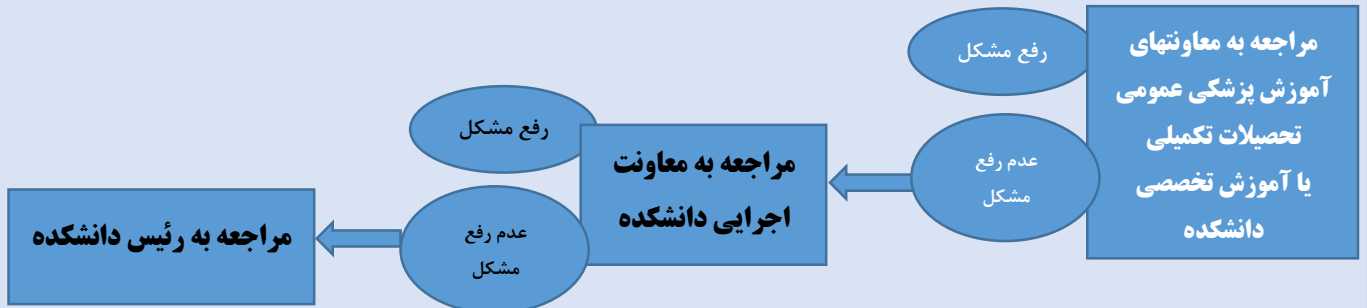 مراجعه به معاونتهای
آموزش پزشکی عمومی
تحصیلات تکمیلی
یا آموزش تخصصی
دانشکده
رفع مشکل
عدم رفع
مشکل
مراجعه به معاونت
اجرایی دانشکده
رفع مشکل
عدم رفع
مشکل
مراجعه به رئیس دانشکده